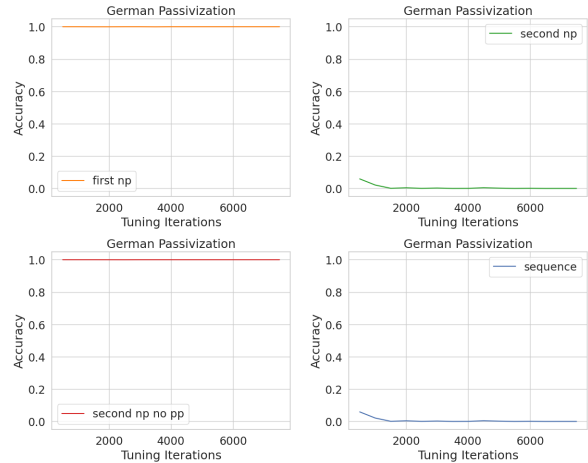 German Passivization
Accuracy
1.0
0.8
0.6
0.4
0.2
0.0
first np
2000
4000
6000
Tuning Iterations
German Passivization
Accuracy
1.0
0.8
0.6
0.4
0.2
0.0
second np
2000
4000
6000
Tuning Iterations
German Passivization
Accuracy
1.0
0.8
0.6
0.4
0.2
0.0
second np no pp
2000
4000
6000
Tuning Iterations
German Passivization
Accuracy
1.0
0.8
0.6
0.4
0.2
0.0
sequence
2000
4000
6000
Tuning Iterations